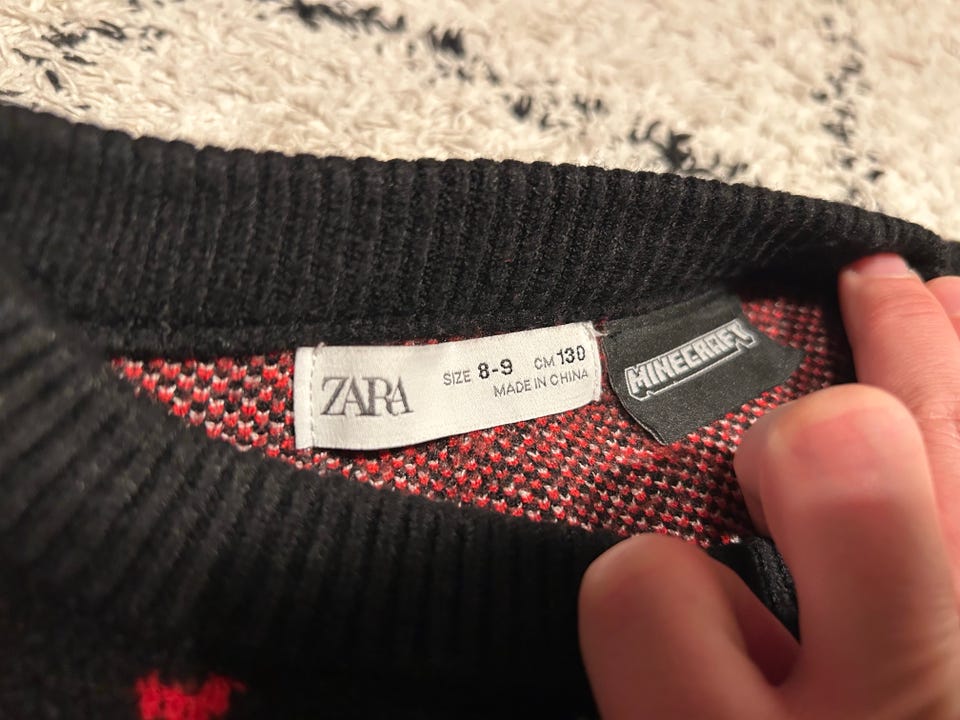 ZARA
SIZE 8-9 CM 130
MADE IN CHINA
MINECRAFT